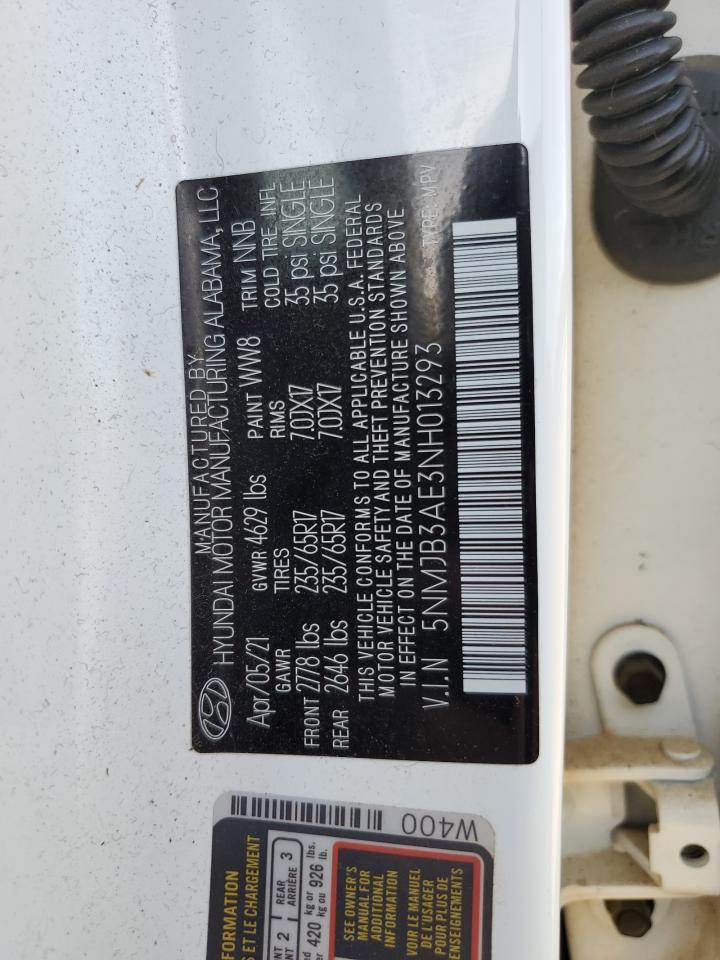 MANUFACTURED BY
HYUNDAI MOTOR MANUFACTURING ALABAMA, LLC
Apr/05/21 GVWR 4629 lbs PAINT WW8 TRIM NNB
GAWR TIRES RIMS COLD TIRE INFL
FRONT 2778 lbs 235/65R17 7.0JX17 35 psi SINGLE
REAR 2646 lbs 235/65R17 7.0JX17 35 psi SINGLE
THIS VEHICLE CONFORMS TO ALL APPLICABLE U.S.A. FEDERAL
MOTOR VEHICLE SAFETY AND THEFT PREVENTION STANDARDS
IN EFFECT ON THE DATE OF MANUFACTURE SHOWN ABOVE
V.I.N 5NMJB3AE3NH013293 TYPE: MPV
FORMATION
S ET LE CHARGEMENT
2 REAR ARRIÈRE 3
420 kg or ou 926 lbs. lb.
SEE OWNER'S
MANUAL FOR
ADDITIONAL
INFORMATION
VOIR LE MANUEL
DE L'USAGER
POUR PLUS DE
RENSEIGNEMENTS
W400